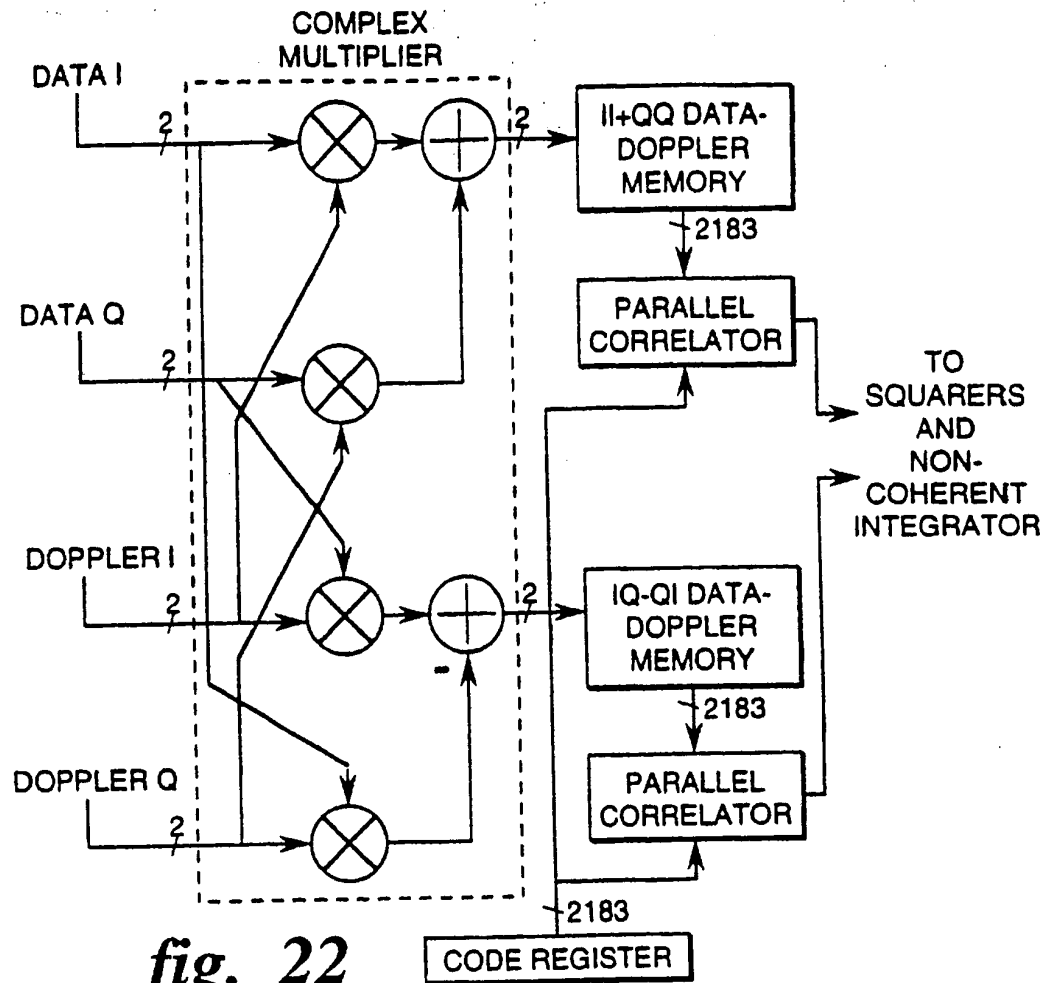 COMPLEX
MULTIPLIER
DATA I
2
2
II+QQ DATA-
DOPPLER
MEMORY
2183
DATA Q
2
PARALLEL
CORRELATOR
TO
SQUARERS
AND
NON-
COHERENT
INTEGRATOR
DOPPLER I
2
2
-
IQ-QI DATA-
DOPPLER
MEMORY
2183
DOPPLER Q
2
PARALLEL
CORRELATOR
2183
CODE REGISTER
fig. 22